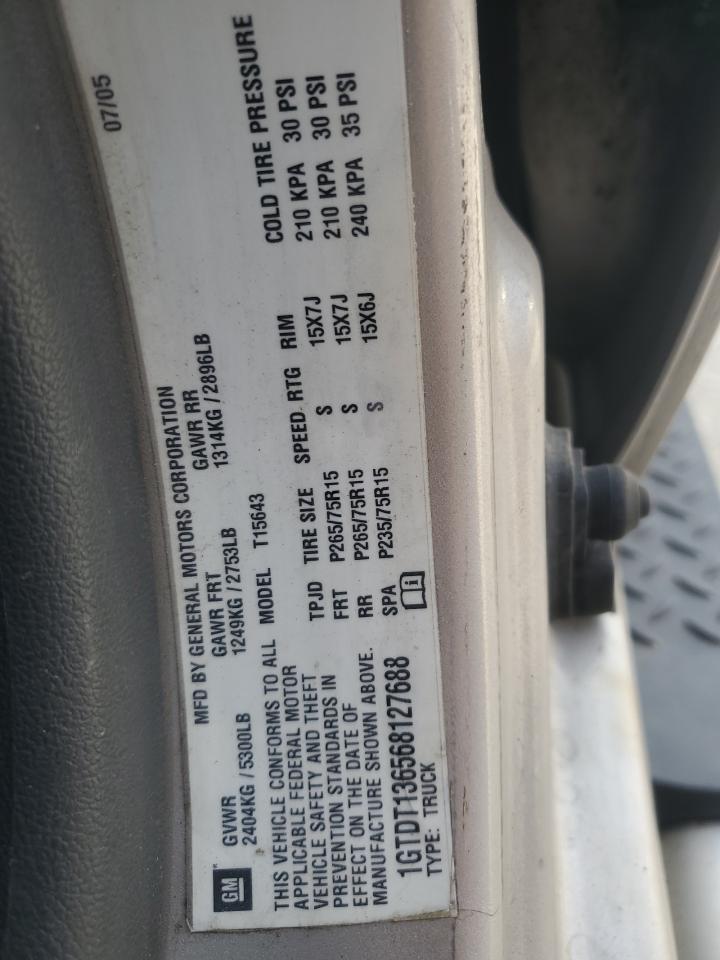 MFD BY GENERAL MOTORS CORPORATION 07/05
GM
GVWR GAWR FRT GAWR RR
2404KG / 5300LB 1249KG / 2753LB 1314KG / 2896LB
THIS VEHICLE CONFORMS TO ALL
APPLICABLE FEDERAL MOTOR
VEHICLE SAFETY AND THEFT
PREVENTION STANDARDS IN
EFFECT ON THE DATE OF
MANUFACTURE SHOWN ABOVE.
1GTDT136568127688
TYPE: TRUCK
MODEL T15643
TPJD TIRE SIZE SPEED RTG RIM COLD TIRE PRESSURE
FRT P265/75R15 S 15X7J 210 KPA 30 PSI
RR P265/75R15 S 15X7J 210 KPA 30 PSI
SPA P235/75R15 S 15X6J 240 KPA 35 PSI
i